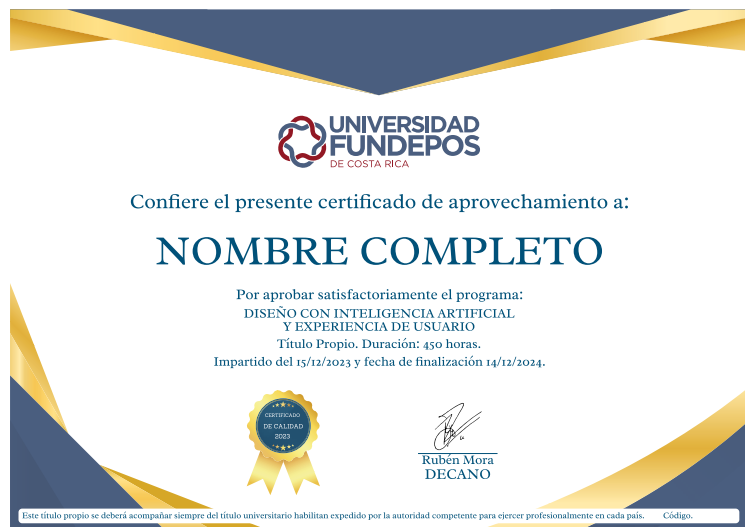 UNIVERSIDAD
FUNDEPOS
DE COSTA RICA
Confiere el presente certificado de aprovechamiento a:
NOMBRE COMPLETO
Por aprobar satisfactoriamente el programa:
DISEÑO CON INTELIGENCIA ARTIFICIAL
Y EXPERIENCIA DE USUARIO
Título Propio. Duración: 450 horas.
Impartido del 15/12/2023 y fecha de finalización 14/12/2024.
CERTIFICADO
DE CALIDAD
2023
Rubén Mora
DECANO
Este título propio se deberá acompañar siempre del título universitario habilitan expedido por la autoridad competente para ejercer profesionalmente en cada país. Código.